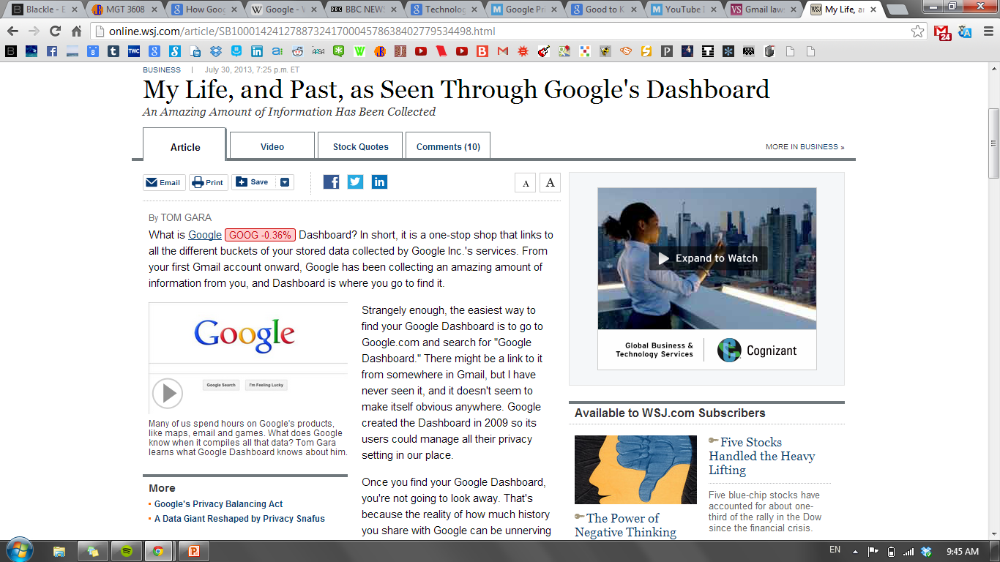 Blackle - E
MGT 3608
How Goog
Google - W
BBC NEWS
Technolog
Google Pri
Good to K
YouTube I
Gmail laws
My Life, an
online.wsj.com/article/SB10001424127887324170004578638402779534498.html
24
BUSINESS | July 30, 2013, 7:25 p.m. ET
My Life, and Past, as Seen Through Google's Dashboard
An Amazing Amount of Information Has Been Collected
Article
Video
Stock Quotes
Comments (10)
MORE IN BUSINESS »
Email
Print
Save
A A
By TOM GARA
What is Google GOOG -0.36% Dashboard? In short, it is a one-stop shop that links to
all the different buckets of your stored data collected by Google Inc.'s services. From
your first Gmail account onward, Google has been collecting an amazing amount of
information from you, and Dashboard is where you go to find it.
Google
Google Search
I'm Feeling Lucky
Many of us spend hours on Google's products,
like maps, email and games. What does Google
know when it compiles all that data? Tom Gara
learns what Google Dashboard knows about him.
More
Google's Privacy Balancing Act
A Data Giant Reshaped by Privacy Snafus
Strangely enough, the easiest way to
find your Google Dashboard is to go to
Google.com and search for "Google
Dashboard." There might be a link to it
from somewhere in Gmail, but I have
never seen it, and it doesn't seem to
make itself obvious anywhere. Google
created the Dashboard in 2009 so its
users could manage all their privacy
setting in our place.
Once you find your Google Dashboard,
you're not going to look away. That's
because the reality of how much history
you share with Google can be unnerving
Expand to Watch
Global Business &
Technology Services
Cognizant
Available to WSJ.com Subscribers
The Power of
Negative Thinking
Five Stocks
Handled the Heavy
Lifting
Five blue-chip stocks have
accounted for about one-
third of the rally in the Dow
since the financial crisis.
EN
9:45 AM